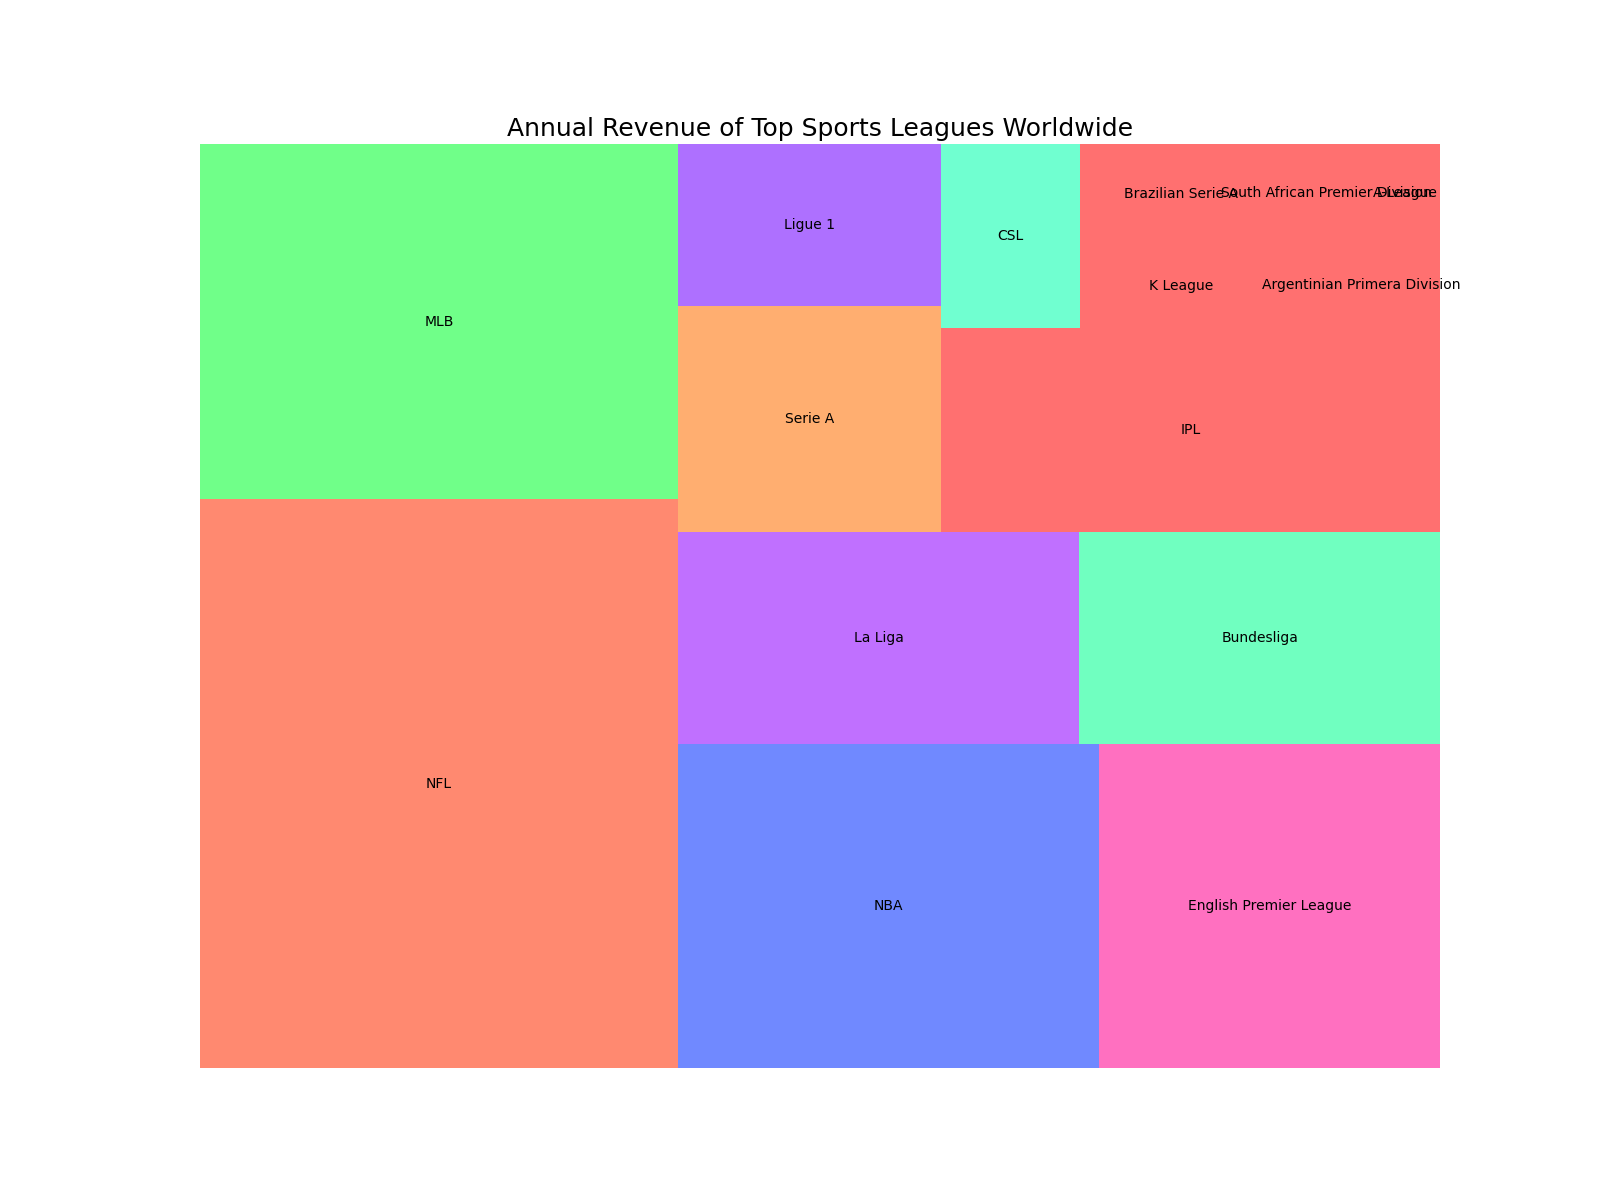 Annual Revenue of Top Sports Leagues Worldwide
MLB
Ligue 1
CSL
Brazilian Serie A
South African Premier Division
A-League
K League
Argentinian Primera Division
Serie A
IPL
La Liga
Bundesliga
NFL
NBA
English Premier League